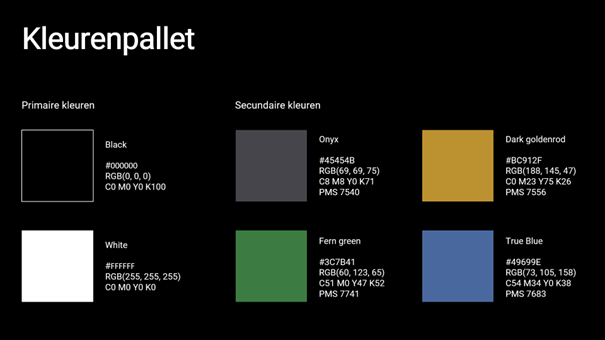 Kleurenpallet
Primaire kleuren
Black
#000000
RGB(0, 0, 0)
C0 M0 Y0 K100
White
#FFFFFF
RGB(255, 255, 255)
C0 M0 Y0 K0
Secundaire kleuren
Onyx
#45454B
RGB(69, 69, 75)
C8 M8 Y0 K71
PMS 7540
Dark goldenrod
#BC912F
RGB(188, 145, 47)
C0 M23 Y75 K26
PMS 7556
Fern green
#3C7B41
RGB(60, 123, 65)
C51 M0 Y47 K52
PMS 7741
True Blue
#49699E
RGB(73, 105, 158)
C54 M34 Y0 K38
PMS 7683